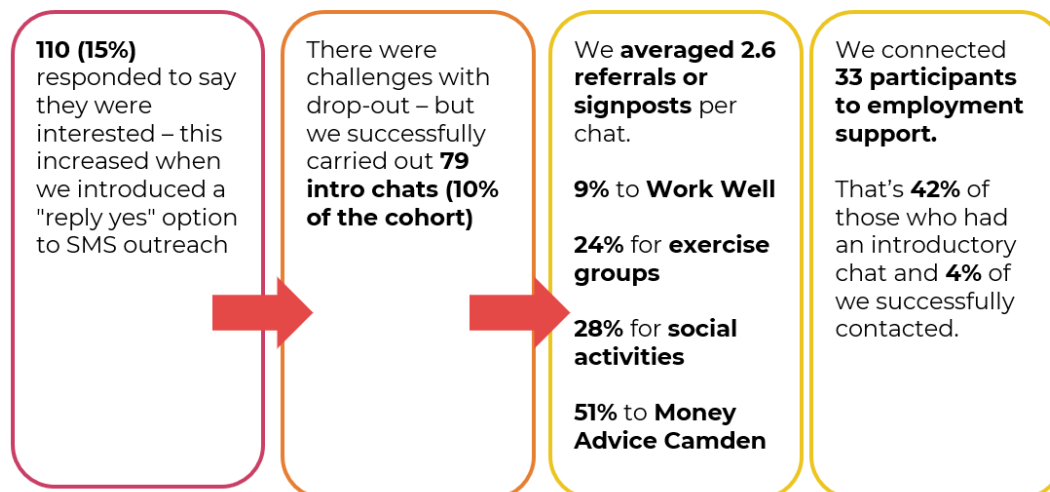 110 (15%)
responded to say
they were
interested – this
increased when
we introduced a
"reply yes" option
to SMS outreach
There were
challenges with
drop-out – but
we successfully
carried out 79
intro chats (10%
of the cohort)
We averaged 2.6
referrals or
signposts per
chat.
9% to Work Well
24% for exercise
groups
28% for social
activities
51% to Money
Advice Camden
We connected
33 participants
to employment
support.
That's 42% of
those who had
an introductory
chat and 4% of
we successfully
contacted.